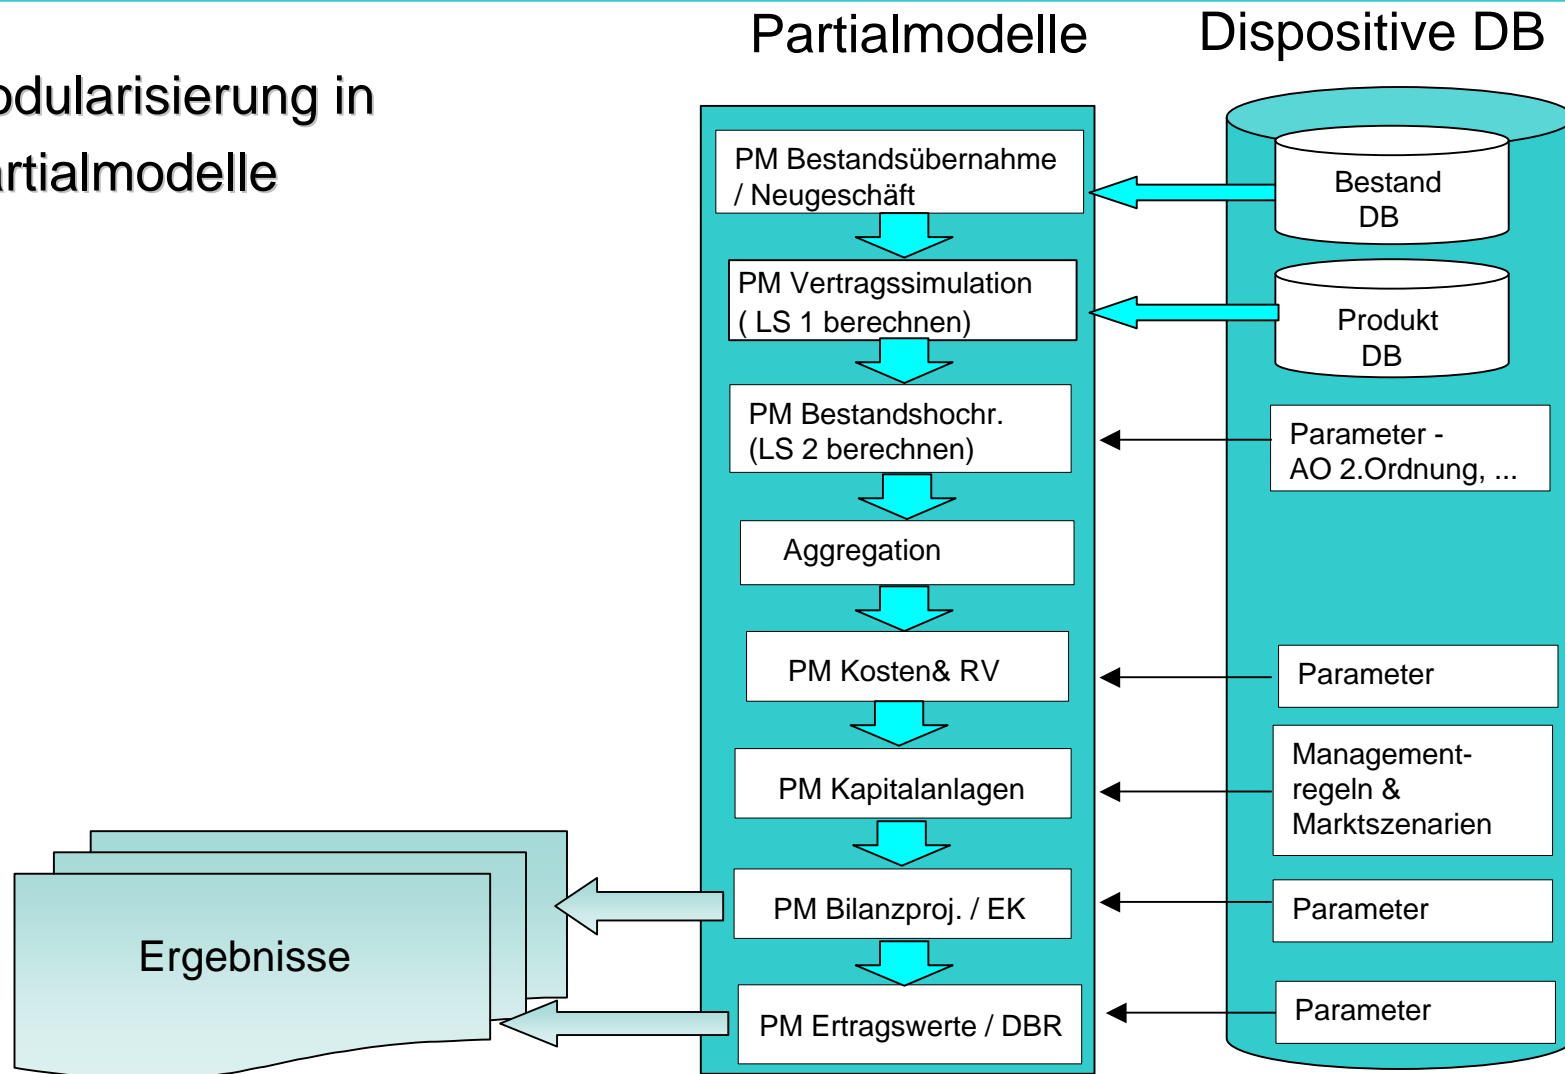 Partialmodelle
Dispositive DB
odularisierung in
artialmodelle
PM Bestandsübernahme
/ Neugeschäft
Bestand
DB
PM Vertragssimulation
( LS 1 berechnen)
Produkt
DB
PM Bestandshochr.
(LS 2 berechnen)
Parameter -
AO 2.Ordnung, ...
Aggregation
PM Kosten& RV
Parameter
PM Kapitalanlagen
Management-
regeln &
Marktszenarien
PM Bilanzproj. / EK
Parameter
Ergebnisse
PM Ertragswerte / DBR
Parameter